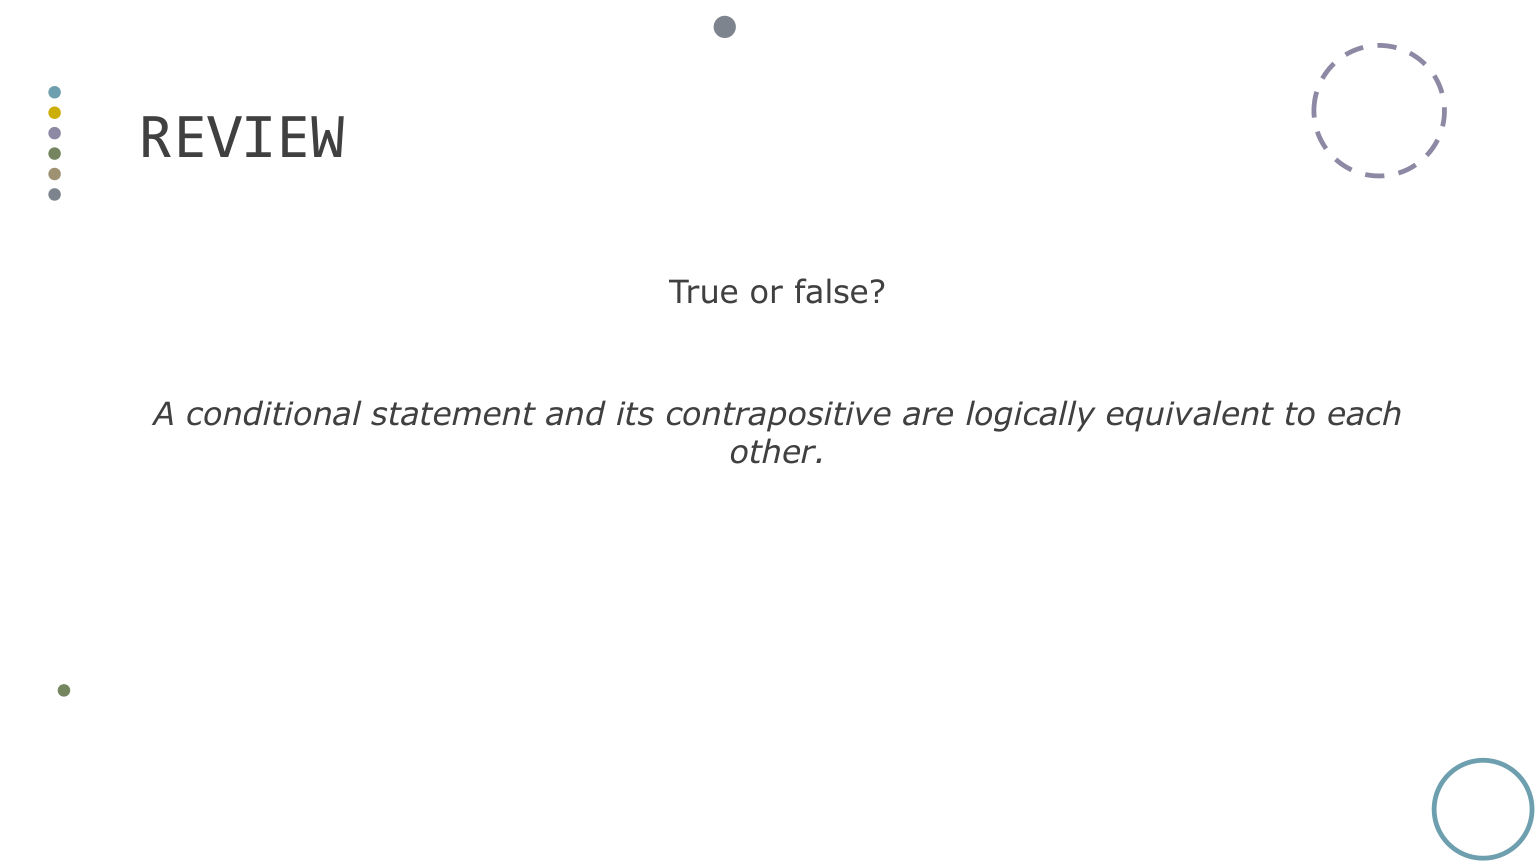 REVIEW
True or false?
A conditional statement and its contrapositive are logically equivalent to each
other.